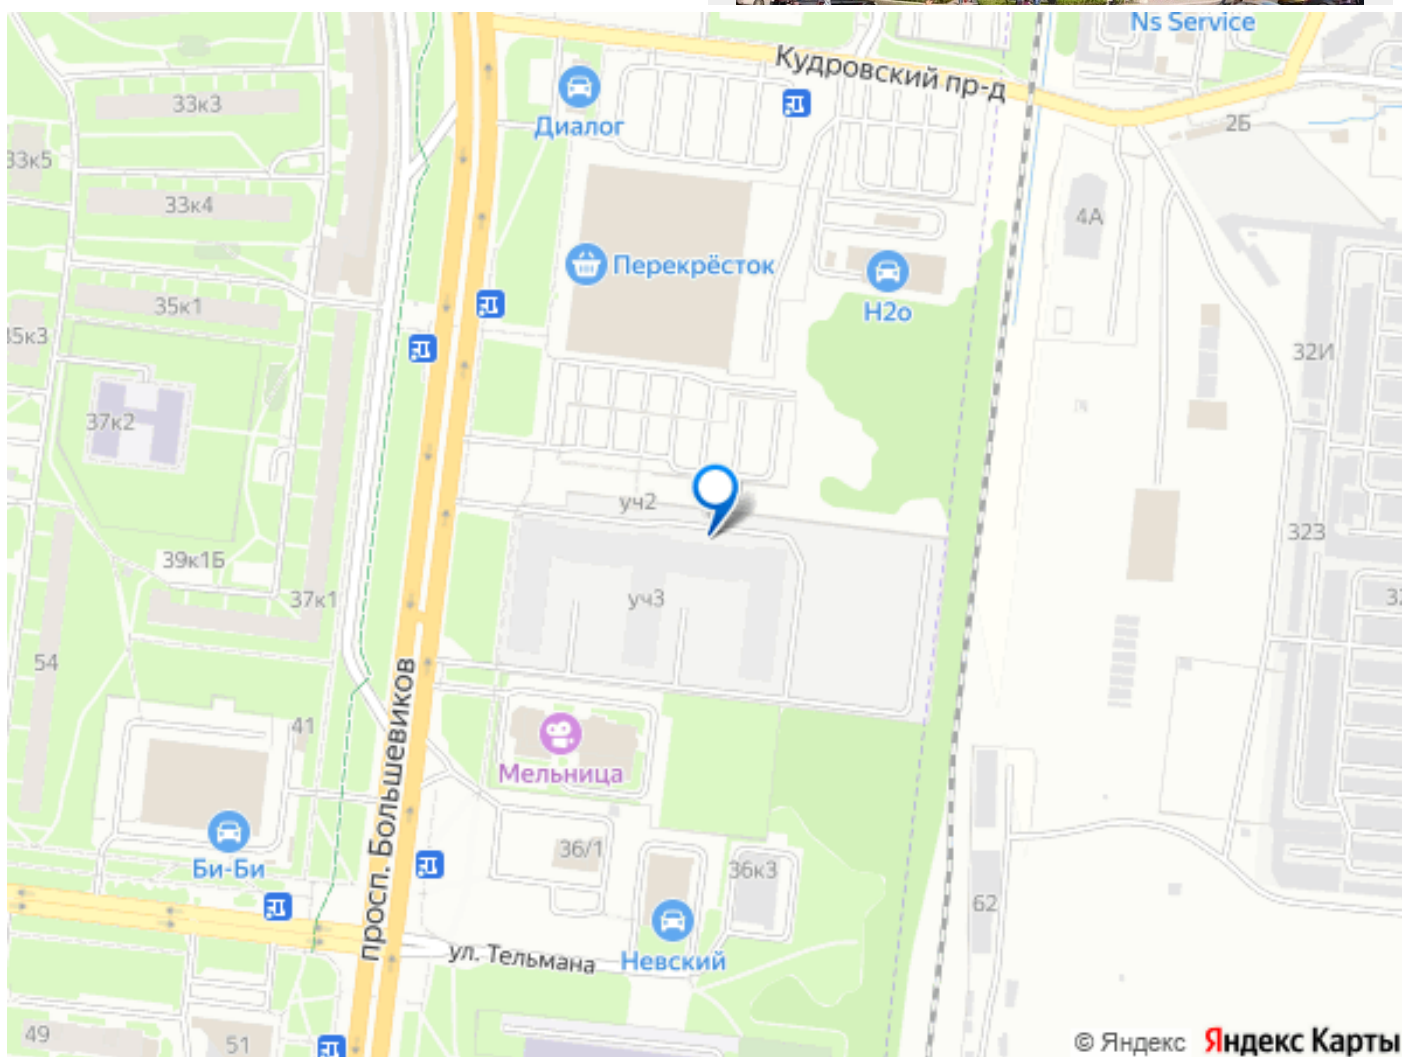 Ns Service
Кудровский пр-д
33к3
Диалог
2Б
33к5
33к4
4А
Перекрёсток
35к1
Н2о
35к3
32И
37к2
уч2
323
39к1Б
37к1
уч3
54
41
Мельница
просп. Большевиков
Би-Би
36/1
36к3
62
ул. Тельмана
Невский
49
51
© Яндекс Яндекс Карты